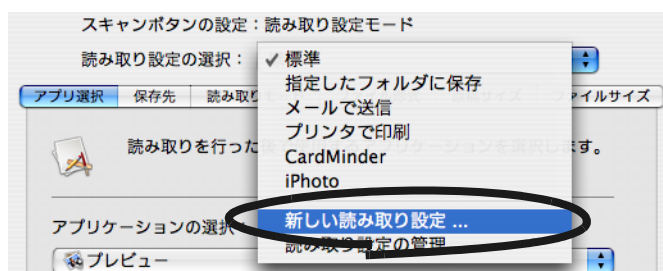 スキャンボタンの設定：読み取り設定モード
読み取り設定の選択：
✓標準
指定したフォルダに保存
メールで送信
プリンタで印刷
CardMinder
iPhoto
新しい読み取り設定 ...
読み取り設定の管理
アプリ選択 保存先 読み取り ファイルサイズ
読み取りを行った します。
アプリケーションの選択
プレビュー